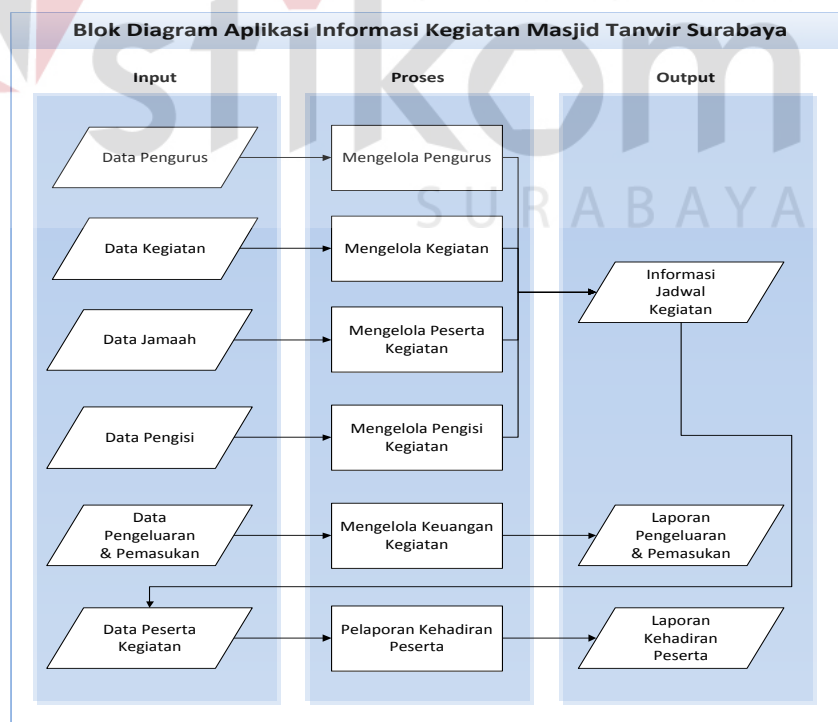 Blok Diagram Aplikasi Informasi Kegiatan Masjid Tanwir Surabaya
stikom
SURABAYA
Input
Proses
Output
Data Pengurus
Mengelola Pengurus
Data Kegiatan
Mengelola Kegiatan
Informasi
Jadwal
Kegiatan
Data Jamaah
Mengelola Peserta
Kegiatan
Data Pengisi
Mengelola Pengisi
Kegiatan
Data
Pengeluaran
& Pemasukan
Mengelola Keuangan
Kegiatan
Laporan
Pengeluaran
& Pemasukan
Data Peserta
Kegiatan
Pelaporan Kehadiran
Peserta
Laporan
Kehadiran
Peserta